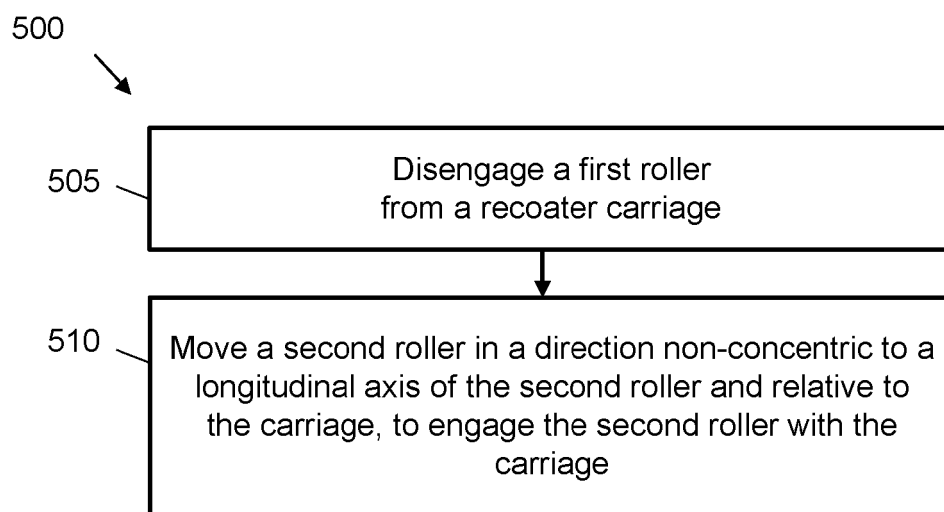 500
505
Disengage a first roller
from a recoater carriage
510
Move a second roller in a direction non-concentric to a
longitudinal axis of the second roller and relative to
the carriage, to engage the second roller with the
carriage